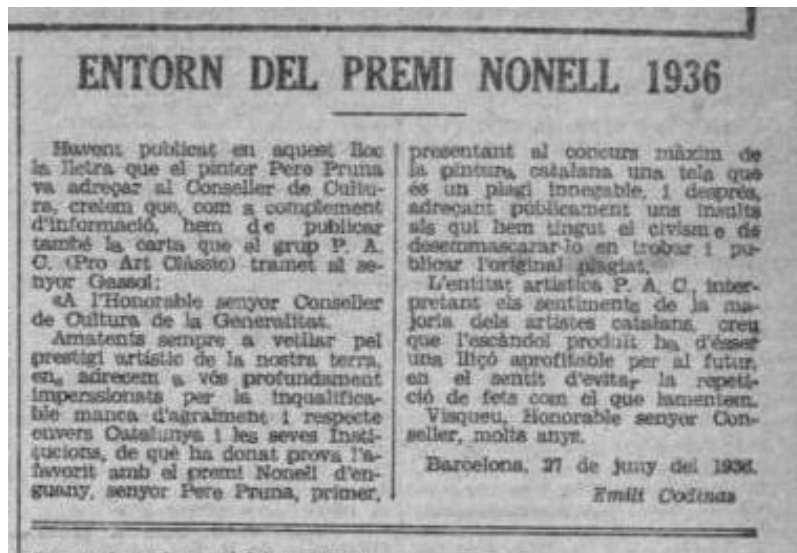 ENTORN DEL PREMI NONELL 1936
Havent publicat en aquest lloc
la lletra que el pintor Pere Pruna
va adreçar al Conseller de Cultu-
ra, creiem que, com a complement
d'informació, hem de publicar
també la carta que el grup P. A.
C. (Pro Art Clàssic) tramet al se-
nyor Gassol:
«A l'Honorable senyor Conseller
de Cultura de la Generalitat.
Amatents sempre a vetllar pel
prestigi artístic de la nostra terra,
ens adrecem a vós profundament
imperssionats per la inqualifica-
ble manca d'agraïment i respecte
envers Catalunya i les seves Insti-
tucions, de què ha donat prova l'a-
favorit amb el premi Nonell d'en-
guany, senyor Pere Pruna, primer,
presentant al concurs màxim de
la pintura catalana una tela que
és un plagi innegable, i després,
adreçant públicament uns insults
als qui hem tingut el civisme de
desemmascarar-lo en trobar i pu-
blicar l'original plagiat.
L'entitat artística P. A. C., inter-
pretant els sentiments de la ma-
joria dels artistes catalans, creu
que l'escàndol produït ha d'ésser
una lliçó aprofitable per al futur,
en el sentit d'evitar la repeti-
ció de fets com el que lamentem.
Visqueu, Honorable senyor Con-
seller, molts anys.
Barcelona, 27 de juny del 1936.
Emili Codinas